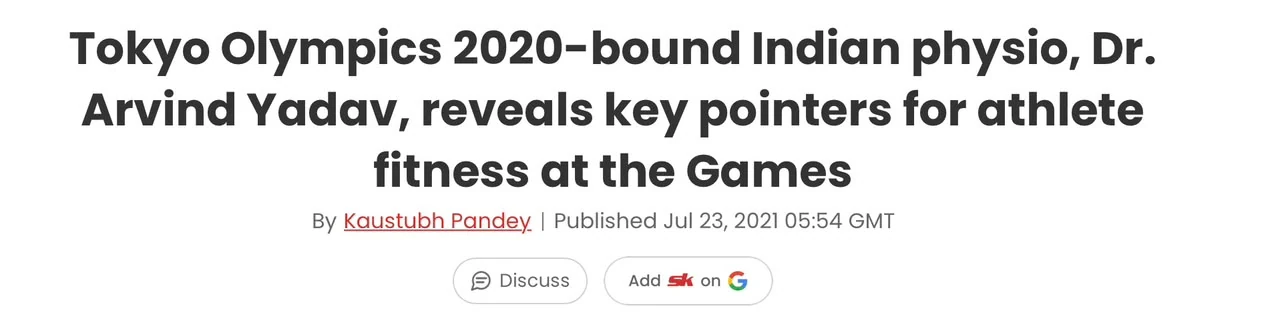 Tokyo Olympics 2020-bound Indian physio, Dr.
Arvind Yadav, reveals key pointers for athlete
fitness at the Games
By Kaustubh Pandey | Published Jul 23, 2021 05:54 GMT
Discuss
Add sk on G